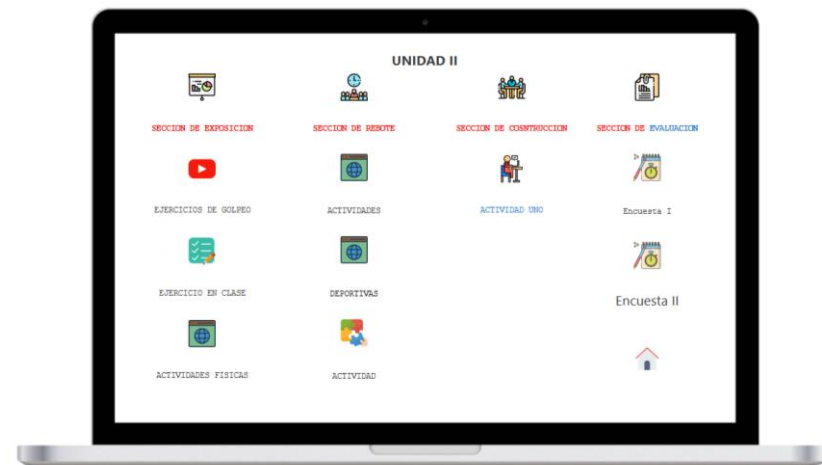 UNIDAD II
SECCION DE EXPOSICION
SECCION DE REBOTE
SECCION DE COSNTRUCCION
SECCION DE EVALUACION
EJERCICIOS DE GOLPEO
ACTIVIDADES
ACTIVIDAD UNO
Encuesta I
EJERCICIO EN CLASE
DEPORTIVAS
Encuesta II
ACTIVIDADES FISICAS
ACTIVIDAD